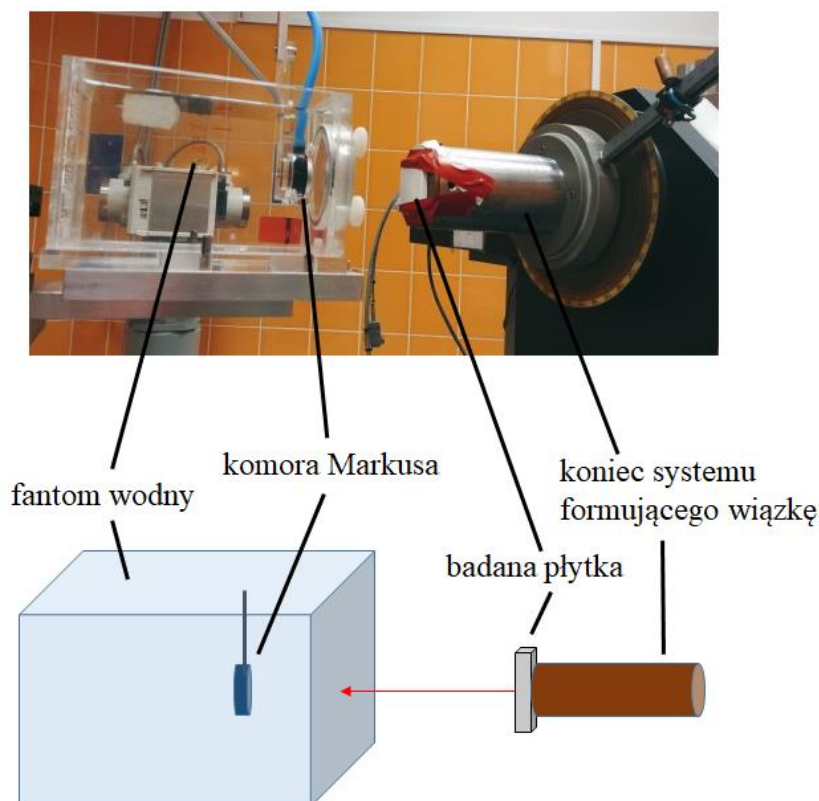 fantom wodny
komora Markusa
badana płytka
koniec systemu
formującego wiązkę